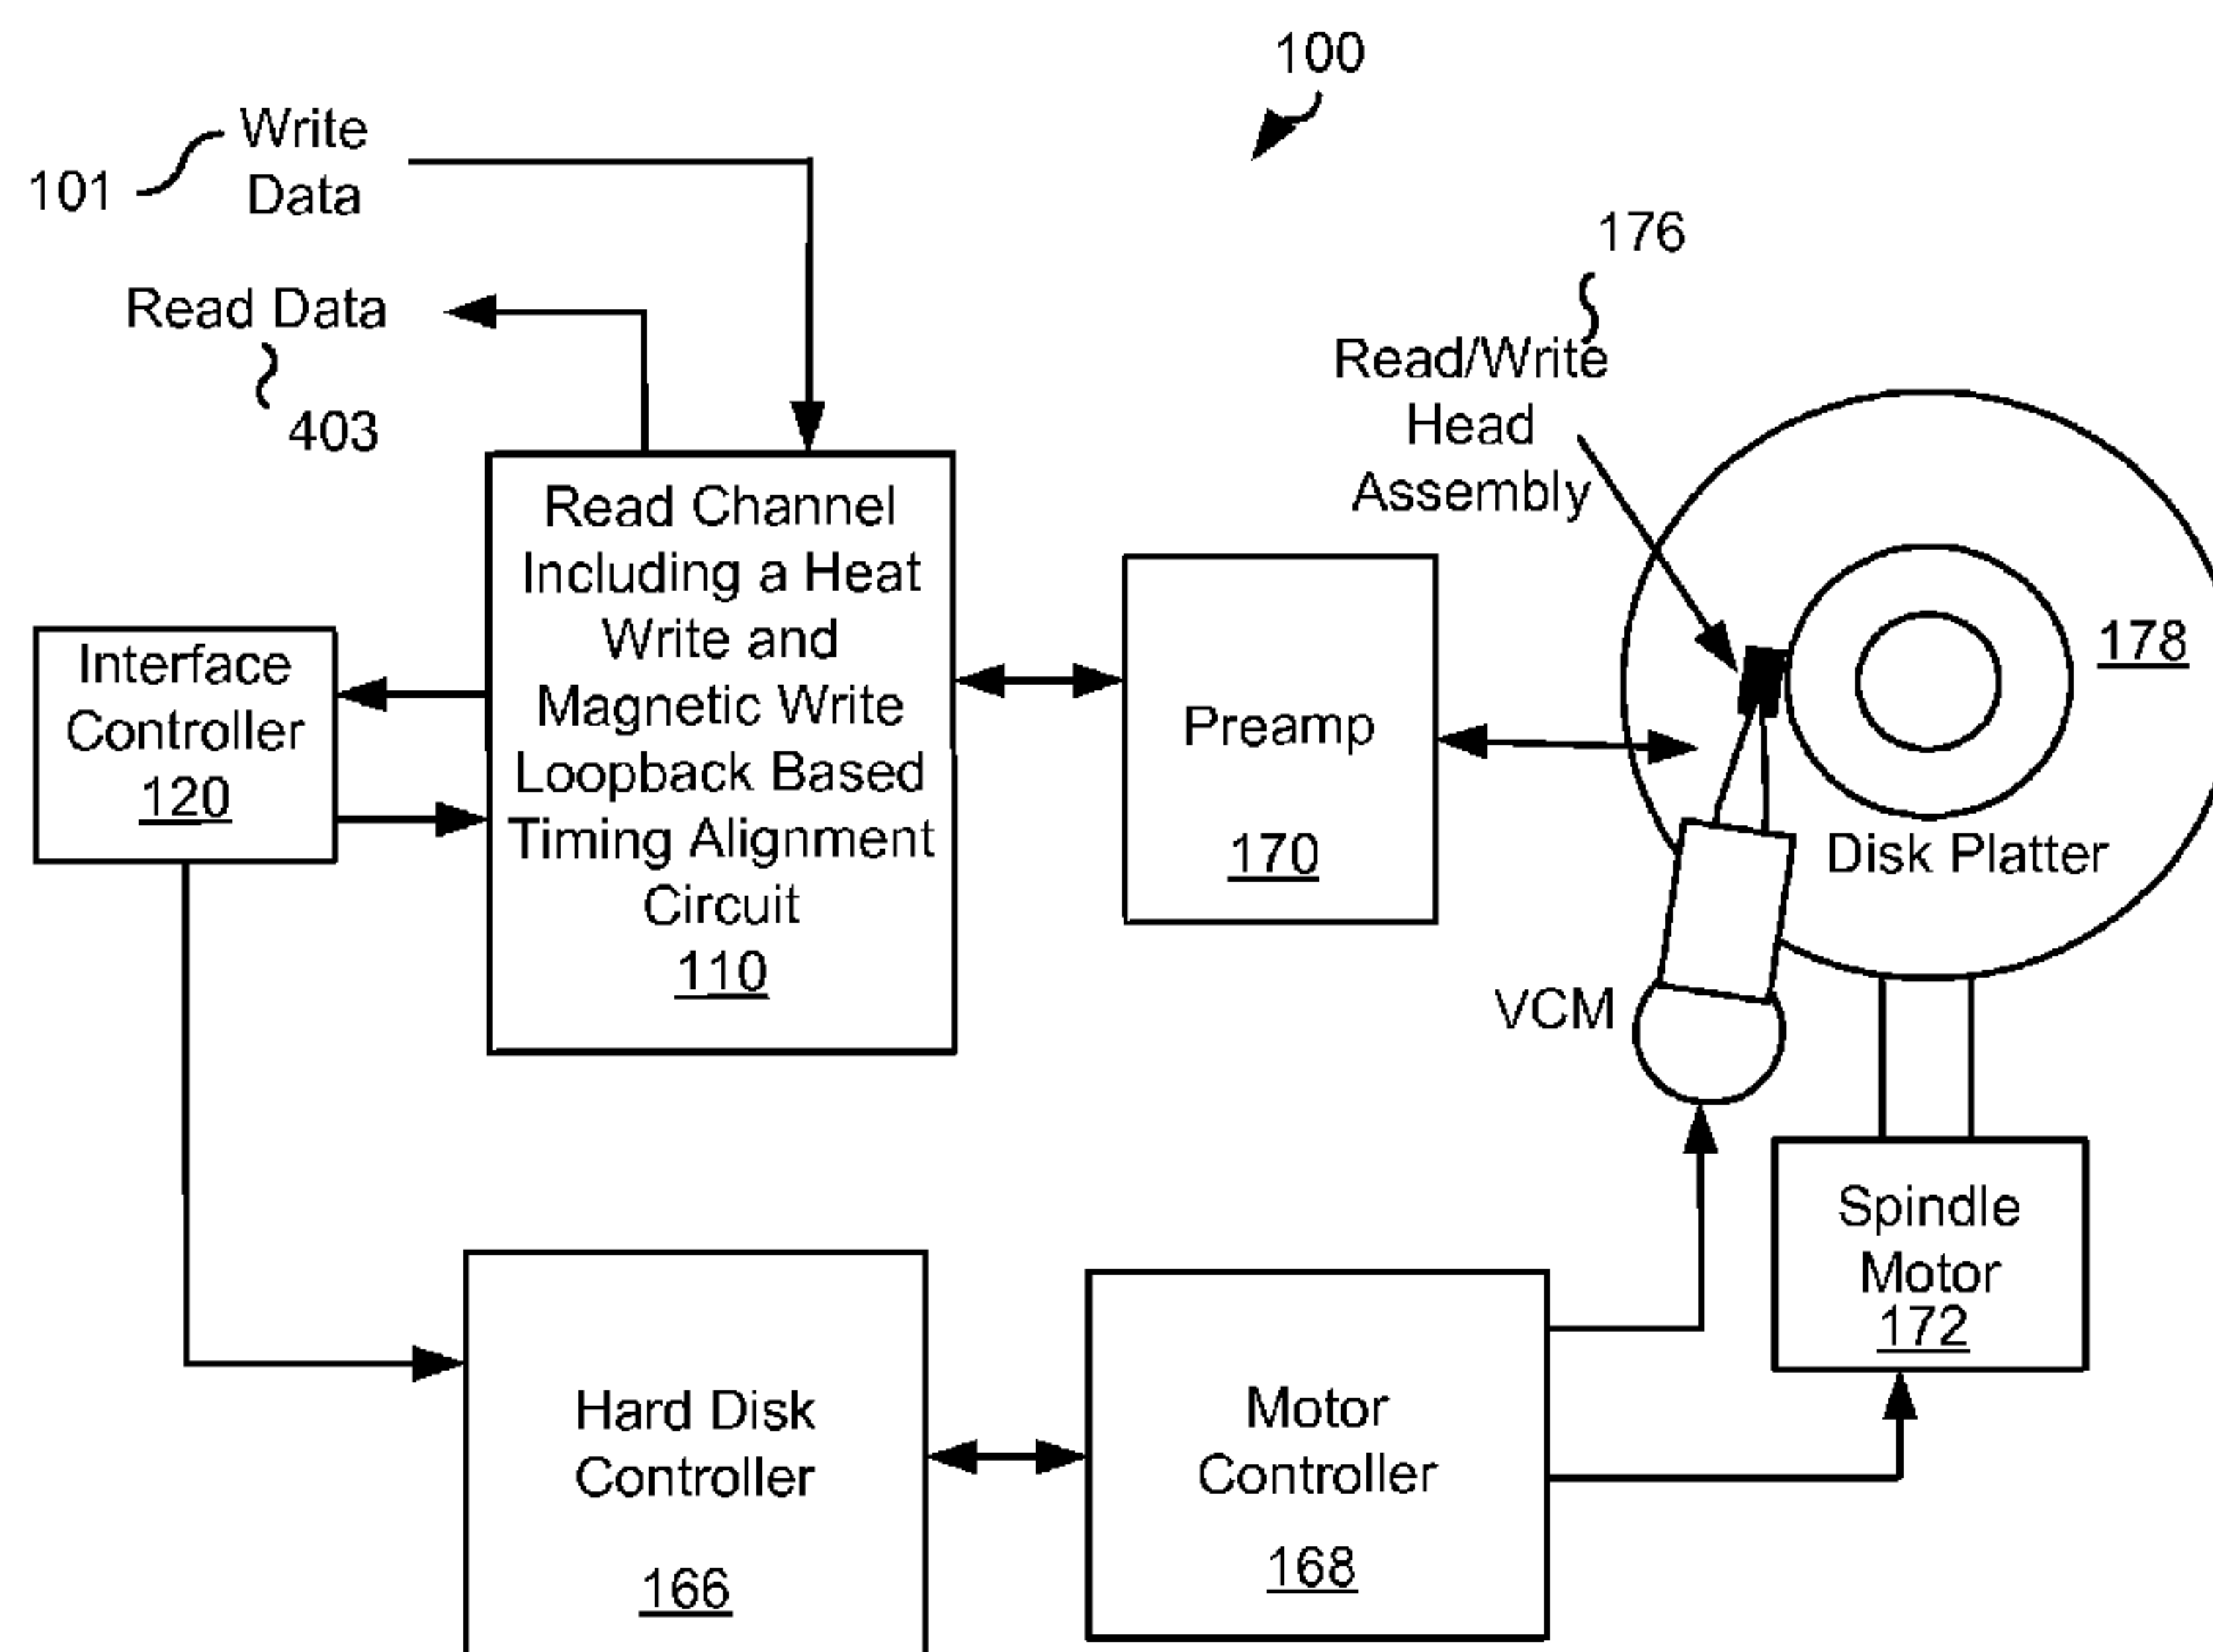 100
Write
Data
101
Read Data
403
176
Read/Write
Head
Assembly
Read Channel
Including a Heat
Write and
Magnetic Write
Loopback Based
Timing Alignment
Circuit
110
Interface
Controller
120
Preamp
170
178
Disk Platter
VCM
Spindle
Motor
172
Hard Disk
Controller
166
Motor
Controller
168